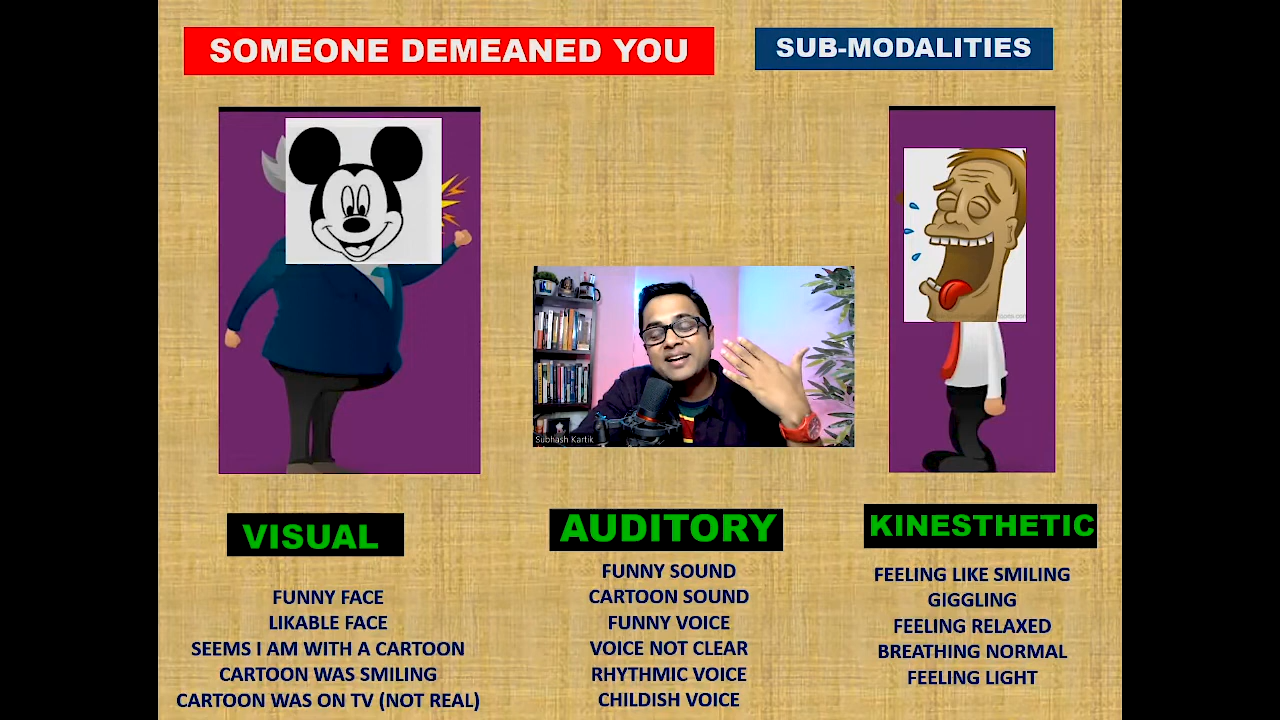 SOMEONE DEMEANED YOU
SUB-MODALITIES
Subhash Kartik
VISUAL
FUNNY FACE
LIKABLE FACE
SEEMS I AM WITH A CARTOON
CARTOON WAS SMILING
CARTOON WAS ON TV (NOT REAL)
AUDITORY
FUNNY SOUND
CARTOON SOUND
FUNNY VOICE
VOICE NOT CLEAR
RHYTHMIC VOICE
CHILDISH VOICE
KINESTHETIC
FEELING LIKE SMILING
GIGGLING
FEELING RELAXED
BREATHING NORMAL
FEELING LIGHT